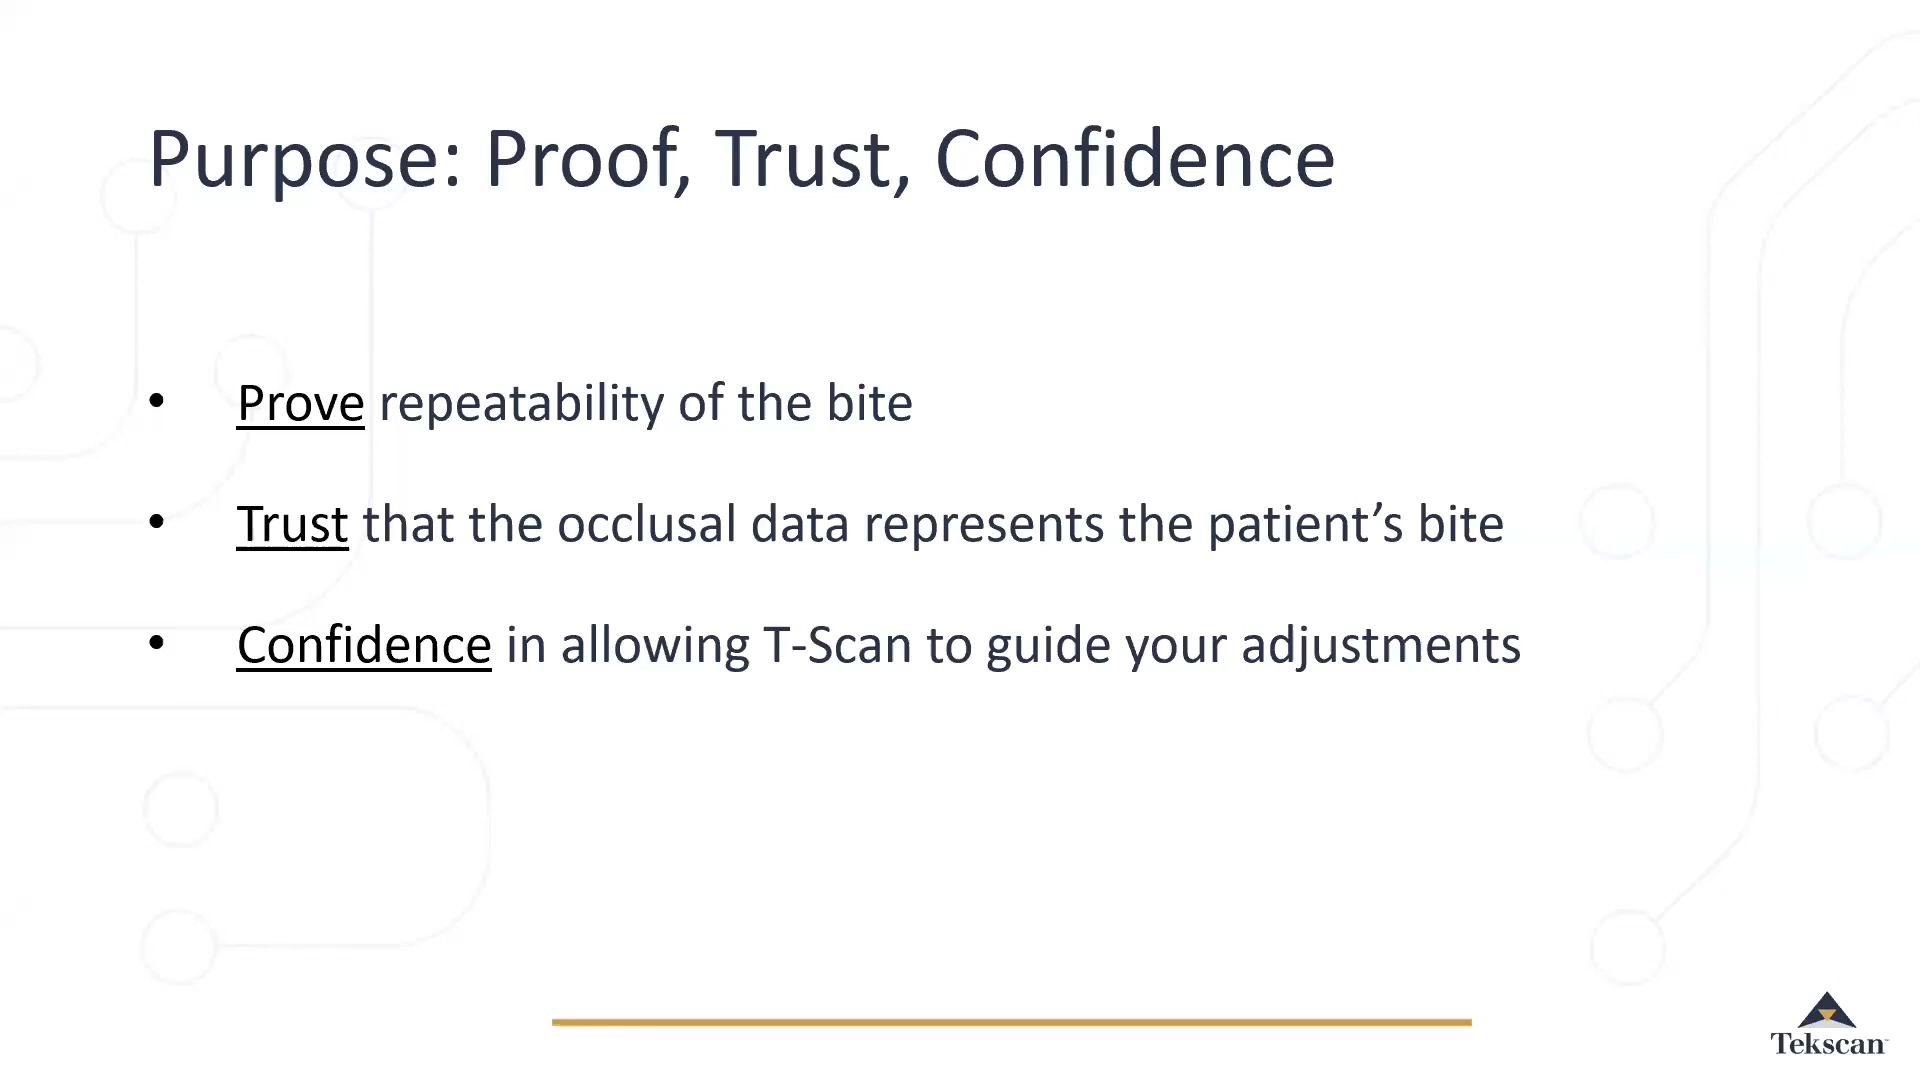 Purpose: Proof, Trust, Confidence
• Prove repeatability of the bite
• Trust that the occlusal data represents the patient’s bite
• Confidence in allowing T-Scan to guide your adjustments
Tekscan